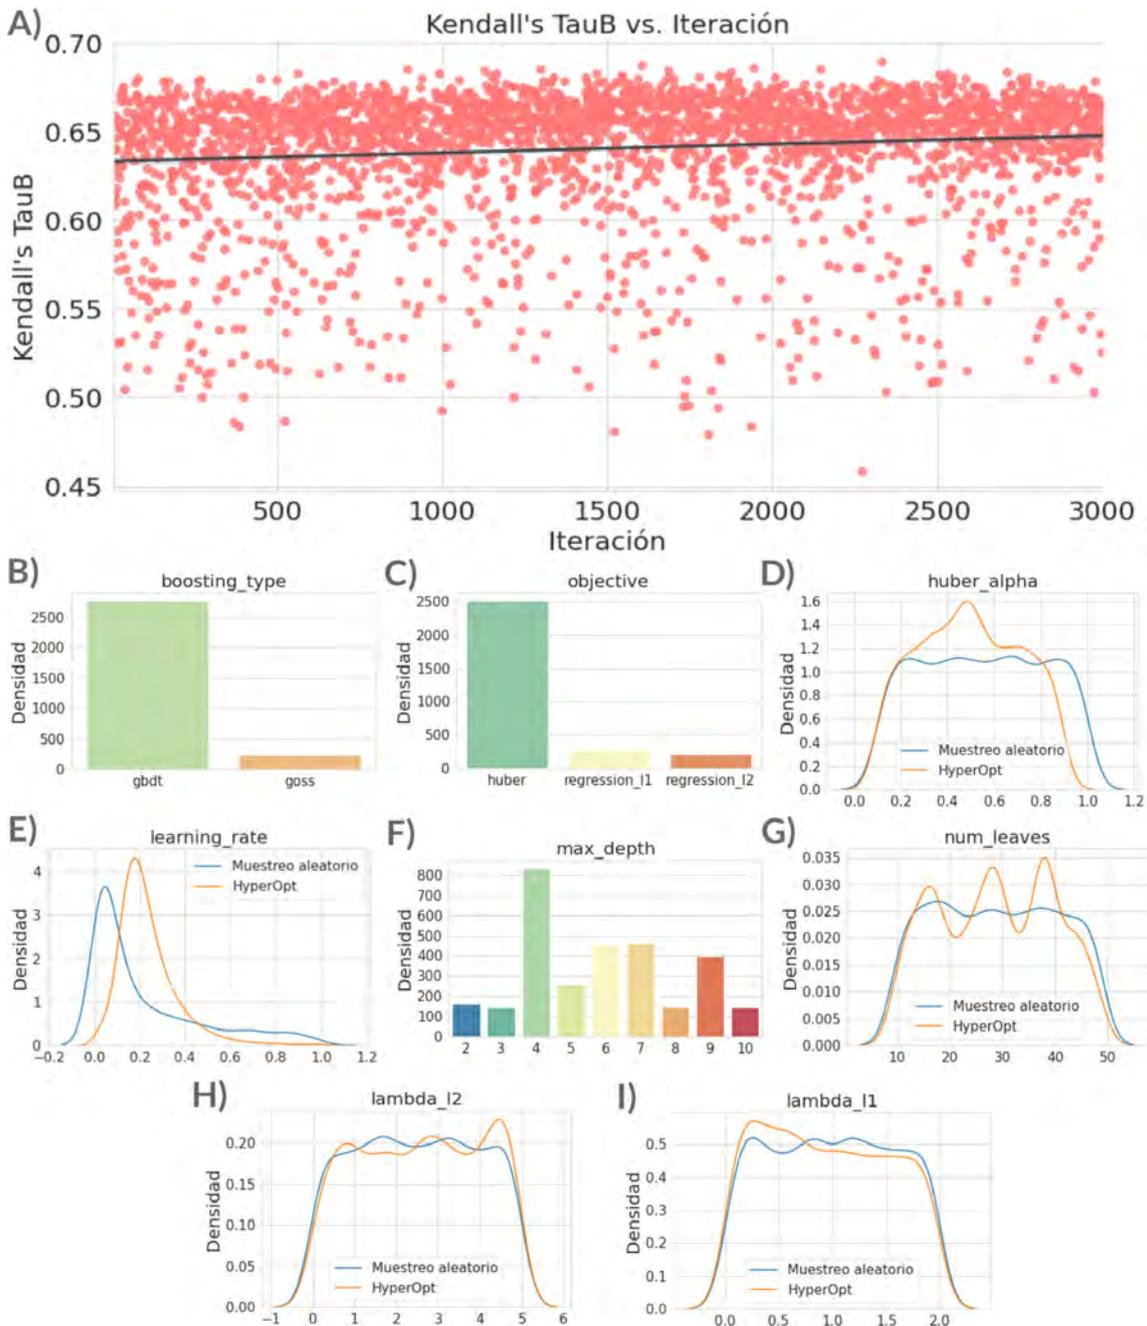 A)
Kendall's TauB vs. Iteración
0.70
0.65
0.60
0.55
0.50
0.45
Kendall's TauB
500
1000
1500
2000
2500
3000
Iteración
B)
boosting_type
Densidad
2500
2000
1500
1000
500
0
gbdt
goss
C)
objective
Densidad
2500
2000
1500
1000
500
0
huber
regression_l1
regression_l2
D)
huber_alpha
Densidad
1.6
1.4
1.2
1.0
0.8
0.6
0.4
0.2
0.0
Muestreo aleatorio
HyperOpt
0.0
0.2
0.4
0.6
0.8
1.0
1.2
E)
learning_rate
Densidad
4
3
2
1
0
Muestreo aleatorio
HyperOpt
−0.2
0.0
0.2
0.4
0.6
0.8
1.0
1.2
F)
max_depth
Densidad
800
700
600
500
400
300
200
100
0
2
3
4
5
6
7
8
9
10
G)
num_leaves
Densidad
0.035
0.030
0.025
0.020
0.015
0.010
0.005
0.000
Muestreo aleatorio
HyperOpt
10
20
30
40
50
H)
lambda_l2
Densidad
0.20
0.15
0.10
0.05
0.00
Muestreo aleatorio
HyperOpt
−1
0
1
2
3
4
5
6
I)
lambda_l1
Densidad
0.5
0.4
0.3
0.2
0.1
0.0
Muestreo aleatorio
HyperOpt
0.0
0.5
1.0
1.5
2.0